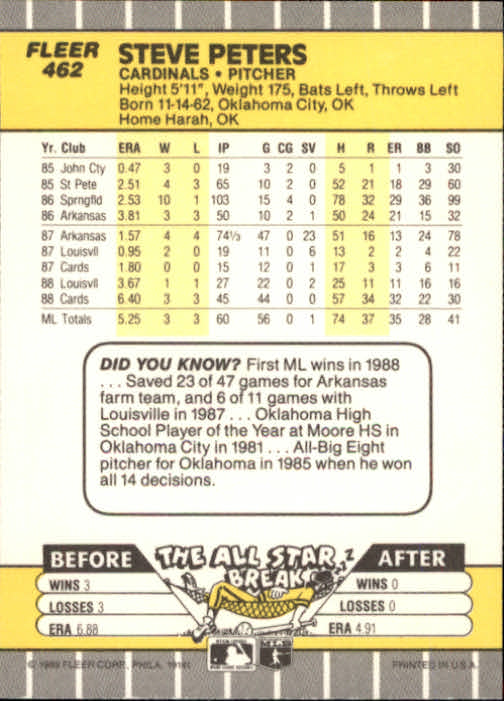 FLEER
462
STEVE PETERS
CARDINALS • PITCHER
Height 5'11", Weight 175, Bats Left, Throws Left
Born 11-14-62, Oklahoma City, OK
Home Harah, OK
Yr. Club ERA W L IP G CG SV H R ER BB SO
85 John Cty 0.47 3 0 19 3 2 0 5 1 1 3 30
85 St Pete 2.51 4 3 65 10 2 0 52 21 18 29 60
86 Sprngfld 2.53 10 1 103 15 4 0 78 32 29 36 99
86 Arkansas 3.81 3 3 50 10 2 1 50 24 21 15 32
87 Arkansas 1.57 4 4 74⅓ 47 0 23 51 16 13 24 78
87 Louisvll 0.95 2 0 19 11 0 6 13 2 2 4 22
87 Cards 1.80 0 0 15 12 0 1 17 3 3 6 11
88 Louisvll 3.67 1 1 27 22 0 2 25 11 11 16 16
88 Cards 6.40 3 3 45 44 0 0 57 34 32 22 30
ML Totals 5.25 3 3 60 56 0 1 74 37 35 28 41
DID YOU KNOW? First ML wins in 1988
. . . Saved 23 of 47 games for Arkansas
farm team, and 6 of 11 games with
Louisville in 1987 . . . Oklahoma High
School Player of the Year at Moore HS in
Oklahoma City in 1981 . . . All-Big Eight
pitcher for Oklahoma in 1985 when he won
all 14 decisions.
BEFORE THE ALL STAR BREAK AFTER
WINS 3 WINS 0
LOSSES 3 LOSSES 0
ERA 6.88 ERA 4.91
© 1989 FLEER CORP., PHILA. 19141 PRINTED IN U.S.A.